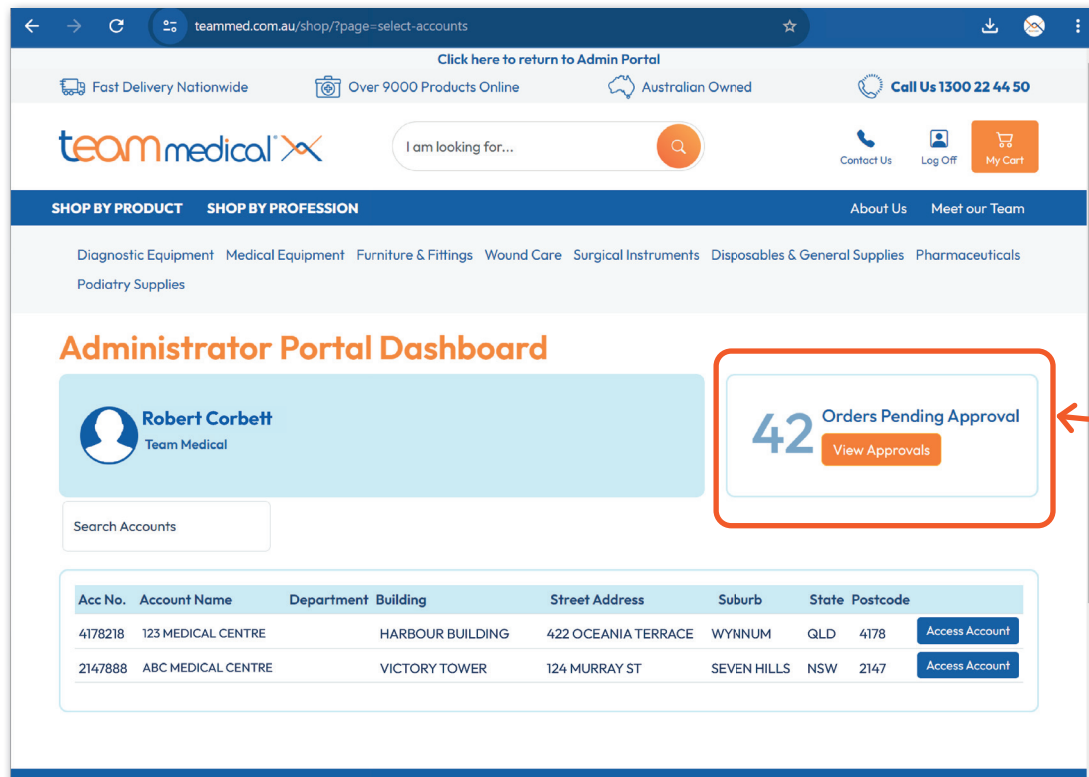 teammed.com.au/shop/?page=select-accounts
Click here to return to Admin Portal
Fast Delivery Nationwide Over 9000 Products Online Australian Owned Call Us 1300 22 44 50
team medical I am looking for... Contact Us Log Off My Cart
SHOP BY PRODUCT SHOP BY PROFESSION About Us Meet our Team
Diagnostic Equipment Medical Equipment Furniture & Fittings Wound Care Surgical Instruments Disposables & General Supplies Pharmaceuticals
Podiatry Supplies
Administrator Portal Dashboard
Robert Corbett
Team Medical
42 Orders Pending Approval
View Approvals
Search Accounts
Acc No. Account Name Department Building Street Address Suburb State Postcode
4178218 123 MEDICAL CENTRE HARBOUR BUILDING 422 OCEANIA TERRACE WYNNUM QLD 4178 Access Account
2147888 ABC MEDICAL CENTRE VICTORY TOWER 124 MURRAY ST SEVEN HILLS NSW 2147 Access Account